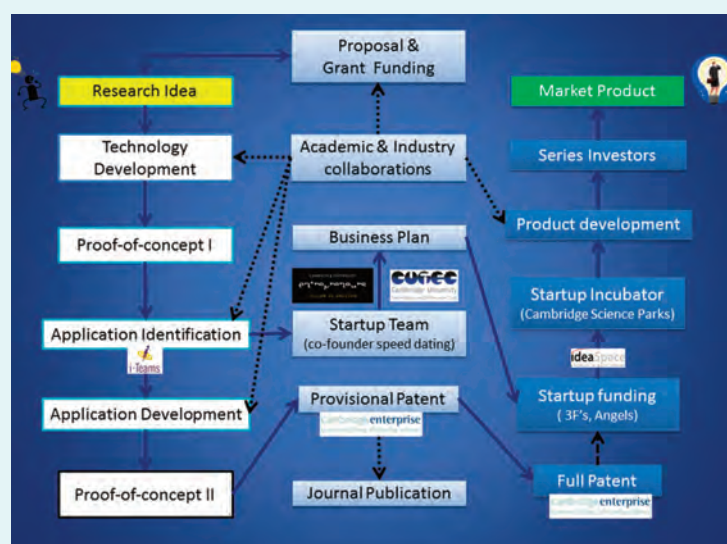 Proposal &
Grant Funding
Research Idea
Market Product
Technology
Development
Academic & Industry
collaborations
Series Investors
Proof-of-concept I
Business Plan
Product development
CUTEC
Cambridge University
Application Identification
i-Teams
Startup Team
(co-founder speed dating)
Startup Incubator
(Cambridge Science Parks)
ideaSpace
Application Development
Provisional Patent
Cambridge enterprise
Startup funding
( 3F's, Angels)
Proof-of-concept II
Journal Publication
Full Patent
Cambridge enterprise